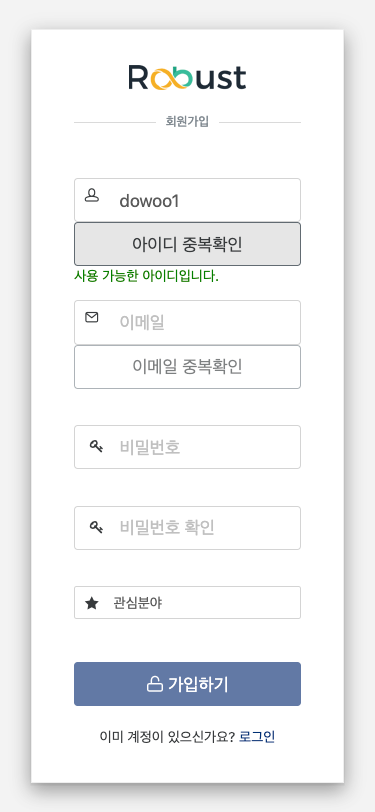 Robust
회원가입
dowoo1
아이디 중복확인
사용 가능한 아이디입니다.
이메일
이메일 중복확인
비밀번호
비밀번호 확인
관심분야
가입하기
이미 계정이 있으신가요? 로그인